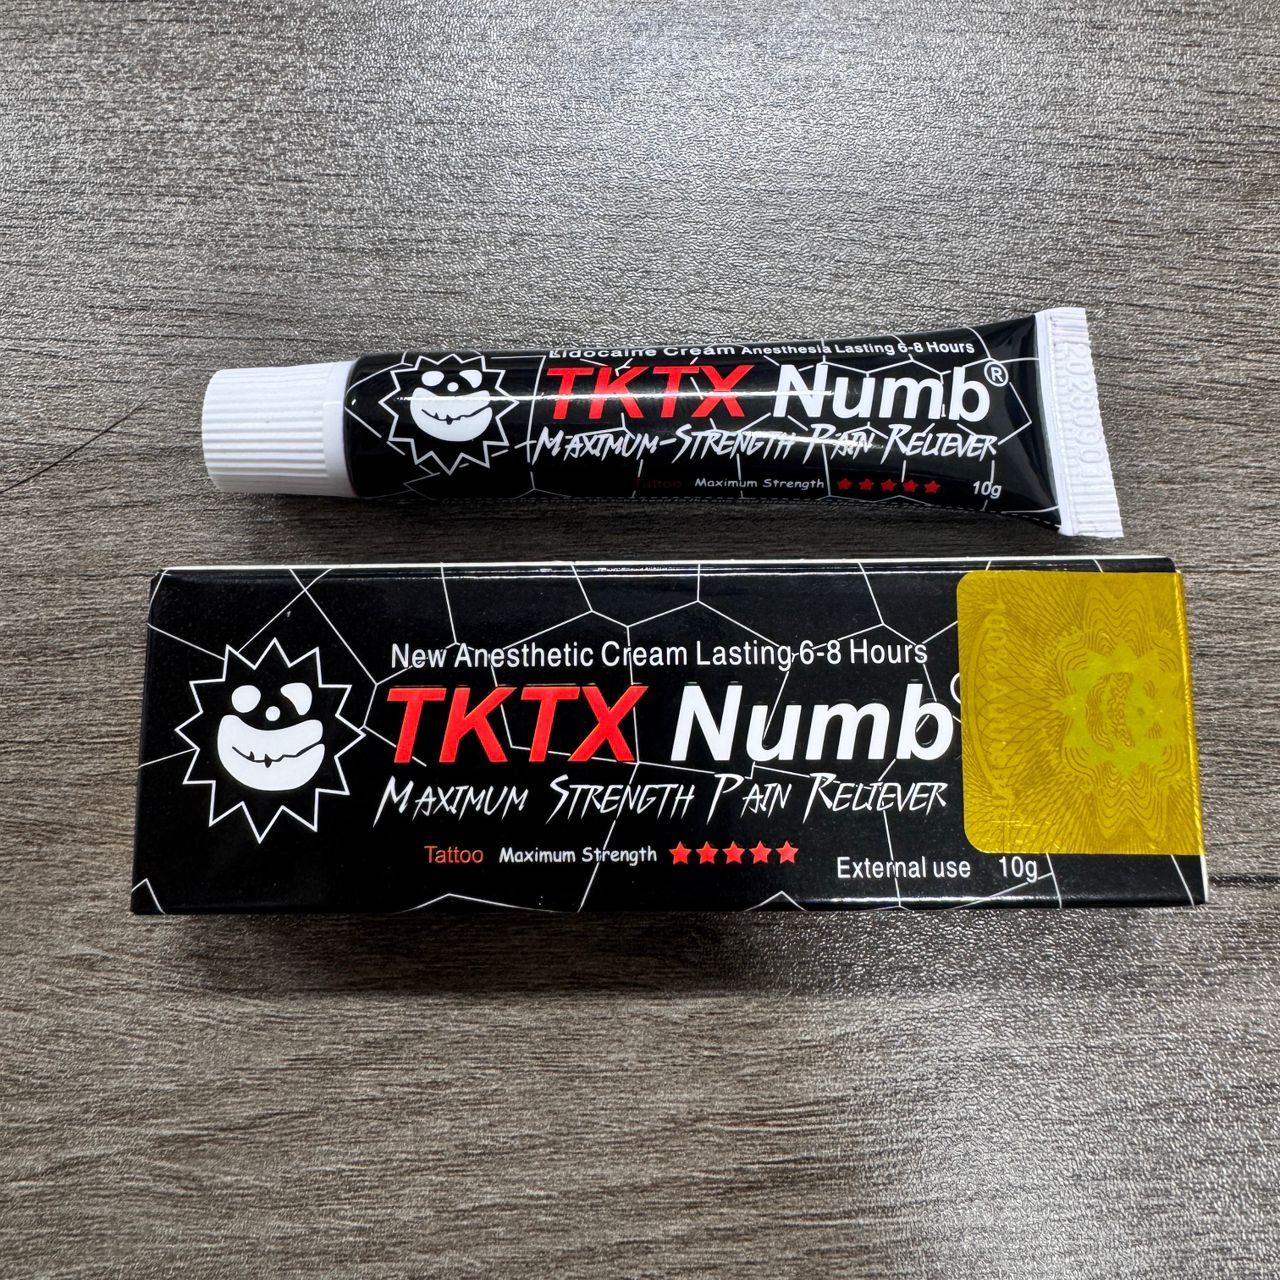 Lidocaine Cream Anesthesia Lasting 6-8 Hours
TKTX Numb®
MAXIMUM-STRENGTH PAIN RELIEVER
Tattoo Maximum Strength ★★★★★ 10g
New Anesthetic Cream Lasting 6-8 Hours
TKTX Numb
MAXIMUM STRENGTH PAIN RELIEVER
Tattoo Maximum Strength ★★★★★
External use 10g